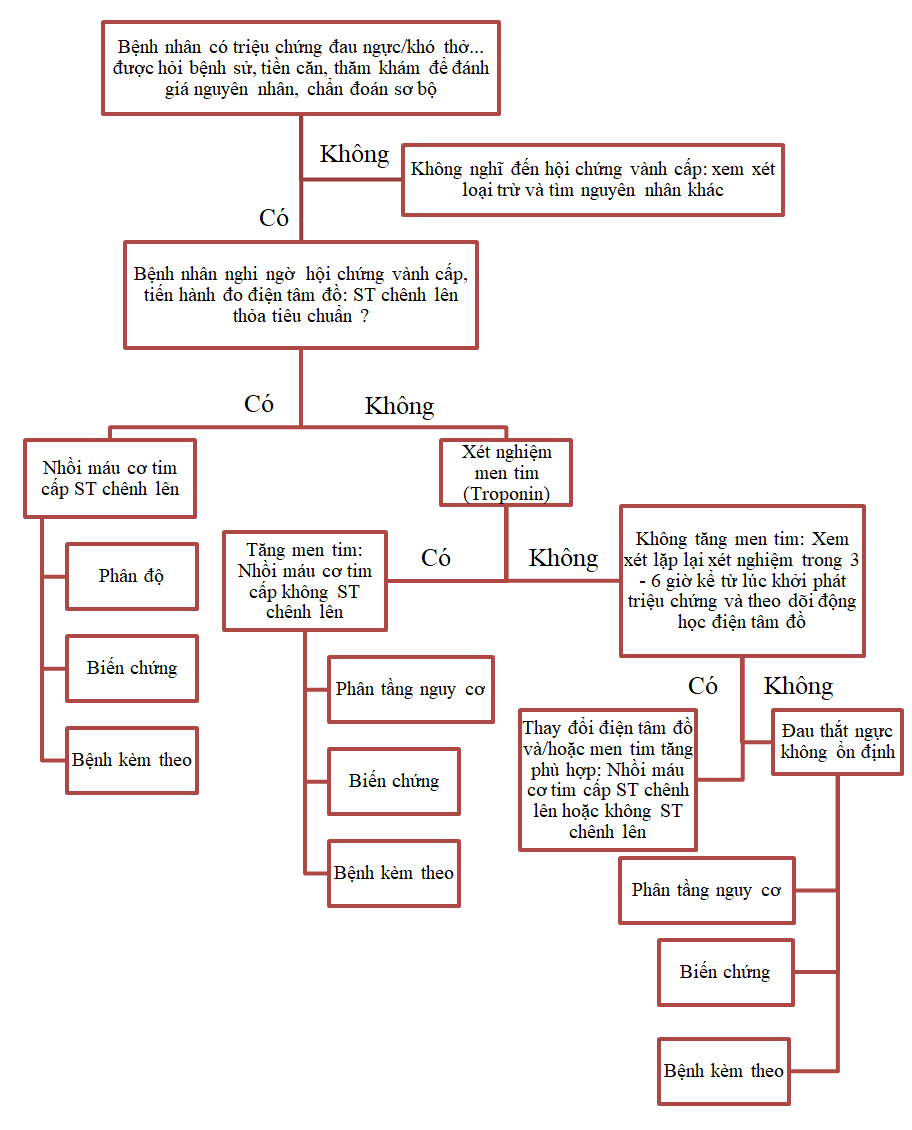 Bệnh nhân có triệu chứng đau ngực/khó thở...
được hỏi bệnh sử, tiền căn, thăm khám để đánh
giá nguyên nhân, chẩn đoán sơ bộ
Không
Không nghĩ đến hội chứng vành cấp: xem xét
loại trừ và tìm nguyên nhân khác
Có
Bệnh nhân nghi ngờ hội chứng vành cấp,
tiến hành đo điện tâm đồ: ST chênh lên
thỏa tiêu chuẩn ?
Có
Không
Nhồi máu cơ tim
cấp ST chênh lên
Phân độ
Biến chứng
Bệnh kèm theo
Xét nghiệm
men tim
(Troponin)
Có
Không
Tăng men tim:
Nhồi máu cơ tim
cấp không ST
chênh lên
Phân tầng nguy cơ
Biến chứng
Bệnh kèm theo
Không tăng men tim: Xem
xét lặp lại xét nghiệm trong 3
- 6 giờ kể từ lúc khởi phát
triệu chứng và theo dõi động
học điện tâm đồ
Có
Không
Thay đổi điện tâm đồ
và/hoặc men tim tăng
phù hợp: Nhồi máu
cơ tim cấp ST chênh
lên hoặc không ST
chênh lên
Đau thắt ngực
không ổn định
Phân tầng nguy cơ
Biến chứng
Bệnh kèm theo